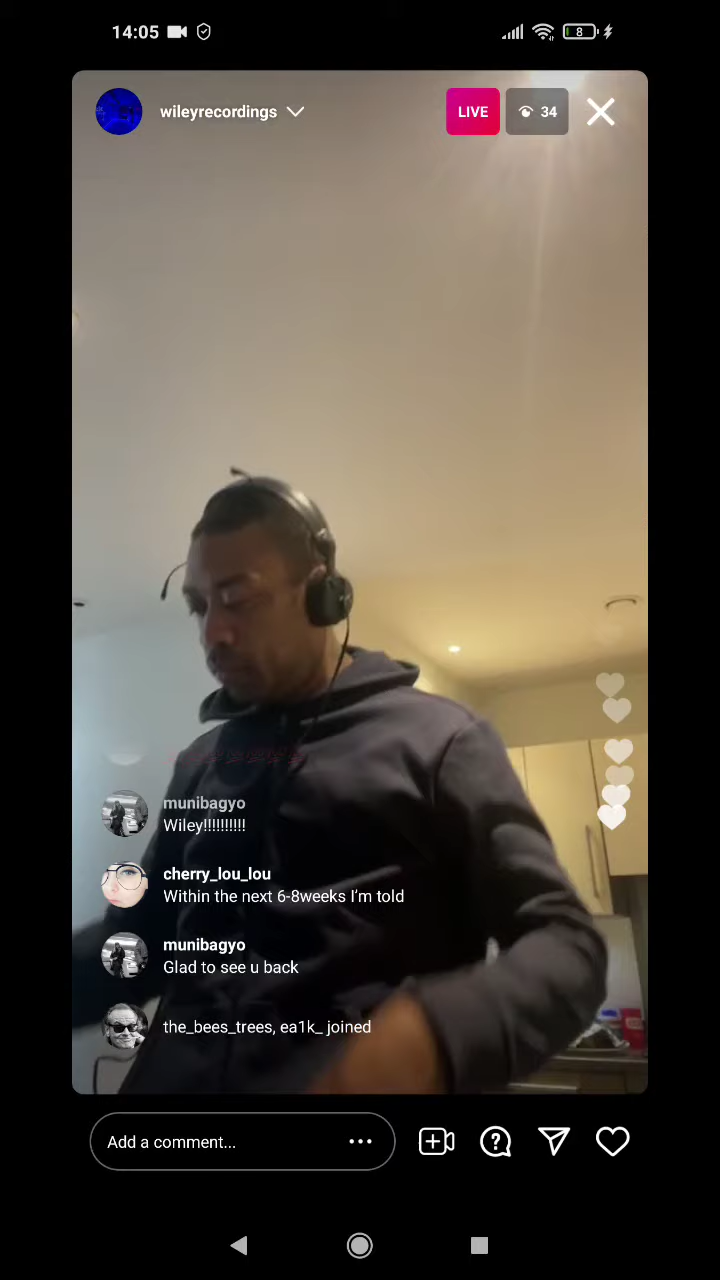 14:05
8
wileyrecordings
LIVE
34
munibagyo
Wiley!!!!!!!!!!
cherry_lou_lou
Within the next 6-8weeks I'm told
munibagyo
Glad to see u back
the_bees_trees, ea1k_ joined
Add a comment...